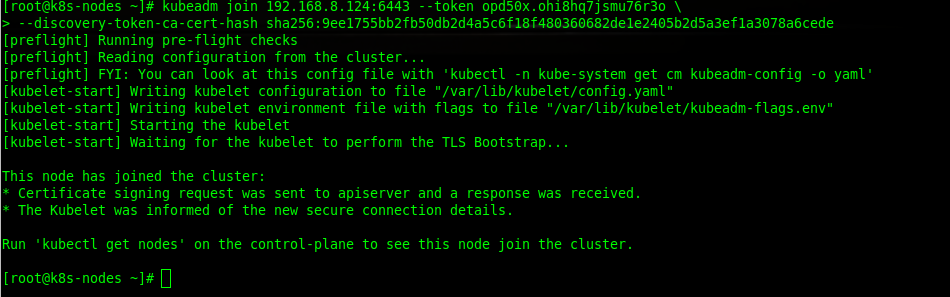 [root@k8s-nodes ~]# kubeadm join 192.168.8.124:6443 --token opd50x.ohi8hq7jsmu76r3o \
> --discovery-token-ca-cert-hash sha256:9ee1755bb2fb50db2d4a5c6f18f480360682de1e2405b2d5a3ef1a3078a6cede
[preflight] Running pre-flight checks
[preflight] Reading configuration from the cluster...
[preflight] FYI: You can look at this config file with 'kubectl -n kube-system get cm kubeadm-config -o yaml'
[kubelet-start] Writing kubelet configuration to file "/var/lib/kubelet/config.yaml"
[kubelet-start] Writing kubelet environment file with flags to file "/var/lib/kubelet/kubeadm-flags.env"
[kubelet-start] Starting the kubelet
[kubelet-start] Waiting for the kubelet to perform the TLS Bootstrap...
This node has joined the cluster:
* Certificate signing request was sent to apiserver and a response was received.
* The Kubelet was informed of the new secure connection details.
Run 'kubectl get nodes' on the control-plane to see this node join the cluster.
[root@k8s-nodes ~]#